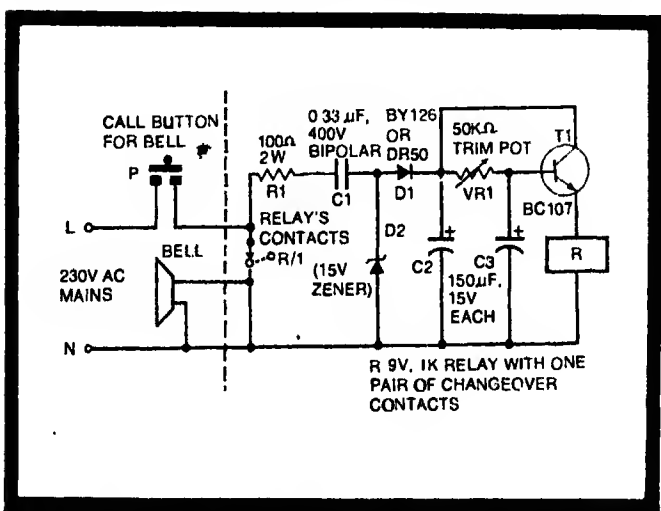 CALL BUTTON
FOR BELL
P
L
230V AC
MAINS
BELL
N
100Ω
2W
R1
0 33 µF,
400V
BIPOLAR
C1
BY126
OR
DR50
D1
50KΩ
TRIM POT
VR1
T1
BC107
RELAY'S
CONTACTS
R/1
D2
(15V
ZENER)
C2
C3
150µF,
15V
EACH
R
R 9V, 1K RELAY WITH ONE
PAIR OF CHANGEOVER
CONTACTS